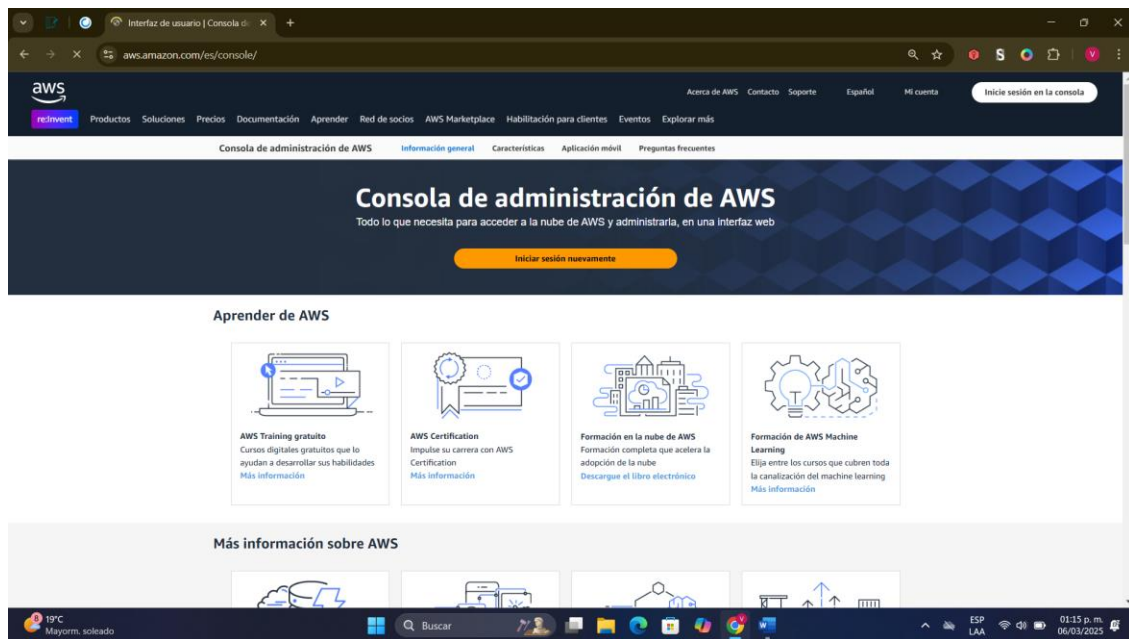 Interfaz de usuario | Consola de
aws.amazon.com/es/console/
S
V
aws
Acerca de AWS Contacto Soporte Español Mi cuenta Inicie sesión en la consola
re:Invent Productos Soluciones Precios Documentación Aprender Red de socios AWS Marketplace Habilitación para clientes Eventos Explorar más
Consola de administración de AWS Información general Características Aplicación móvil Preguntas frecuentes
Consola de administración de AWS
Todo lo que necesita para acceder a la nube de AWS y administrarla, en una interfaz web
Iniciar sesión nuevamente
Aprender de AWS
AWS Training gratuito
Cursos digitales gratuitos que lo
ayudan a desarrollar sus habilidades
Más información
AWS Certification
Impulse su carrera con AWS
Certification
Más información
Formación en la nube de AWS
Formación completa que acelera la
adopción de la nube
Descargue el libro electrónico
Formación de AWS Machine
Learning
Elija entre los cursos que cubren toda
la canalización del machine learning
Más información
Más información sobre AWS
19°C
Mayorm. soleado
Buscar
ESP
LAA
01:15 p. m.
06/03/2025